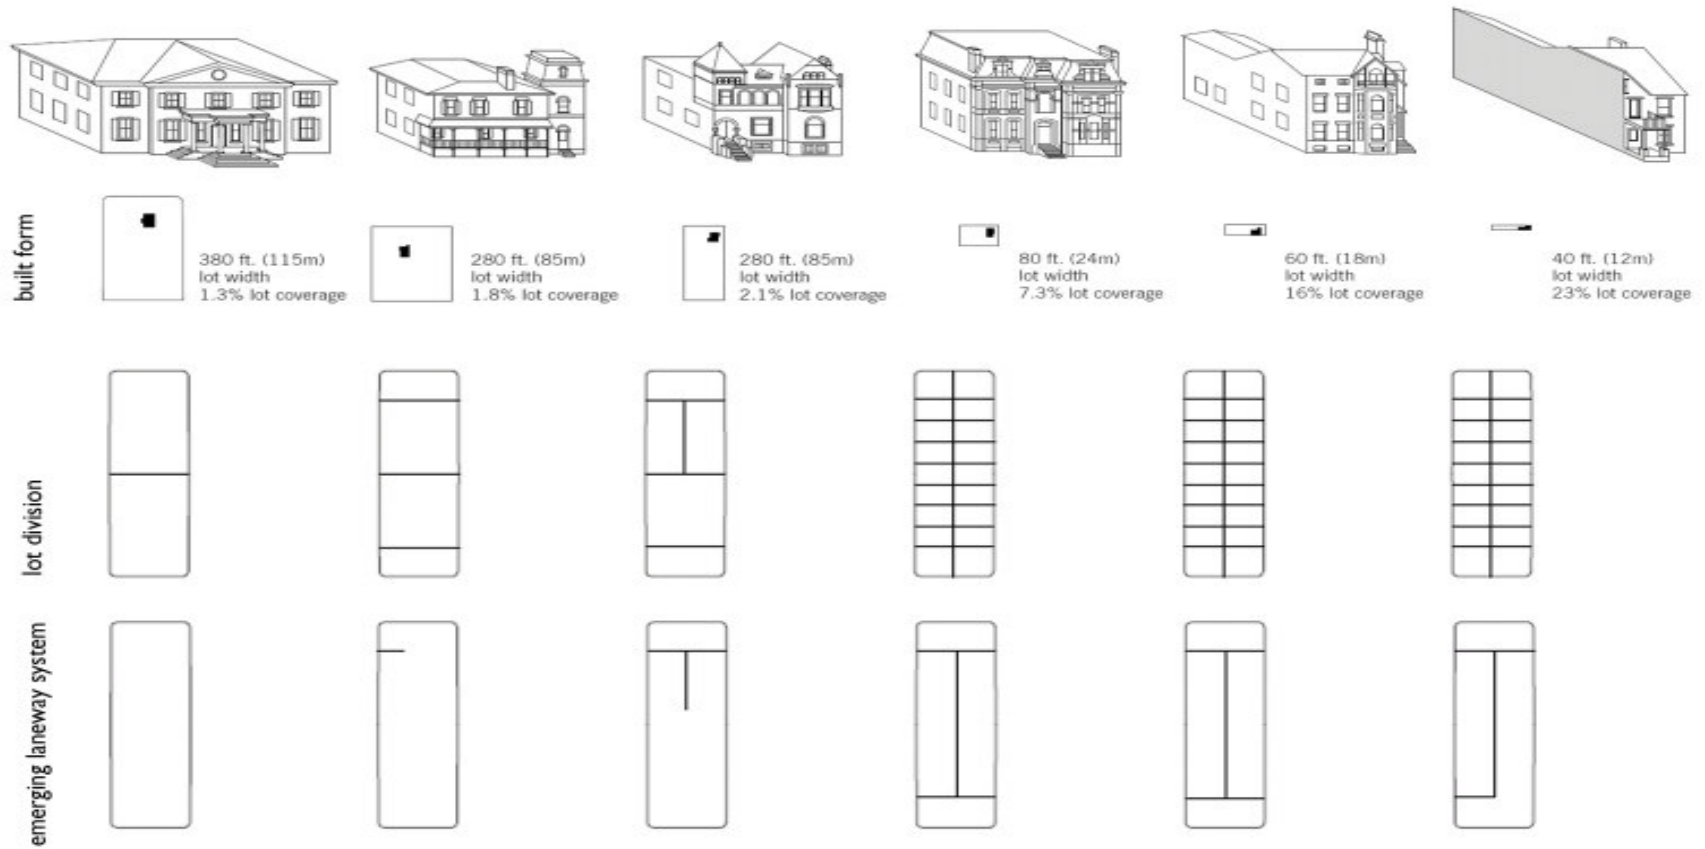 built form
380 ft. (115m)
lot width
1.3% lot coverage
280 ft. (85m)
lot width
1.8% lot coverage
280 ft. (85m)
lot width
2.1% lot coverage
80 ft. (24m)
lot width
7.3% lot coverage
60 ft. (18m)
lot width
16% lot coverage
40 ft. (12m)
lot width
23% lot coverage
lot division
emerging laneway system